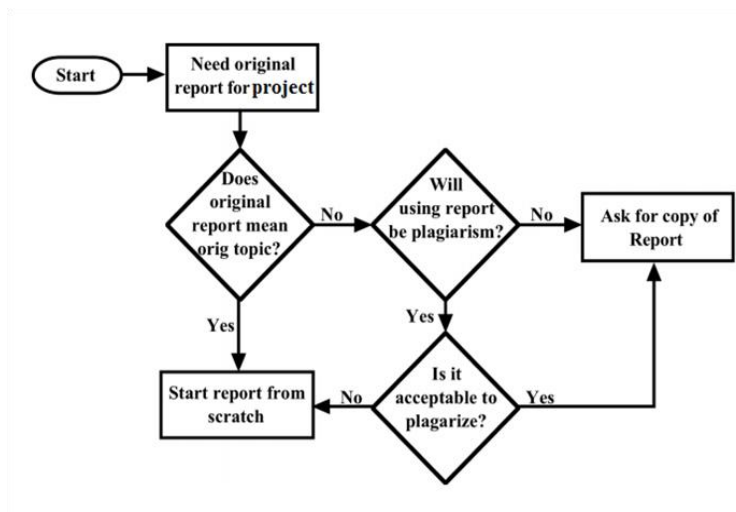 Start
Need original
report for project
Does
original
report mean
orig topic?
No
Will
using report
be plagiarism?
No
Ask for copy of
Report
Yes
Yes
Start report from
scratch
No
Is it
acceptable to
plagarize?
Yes